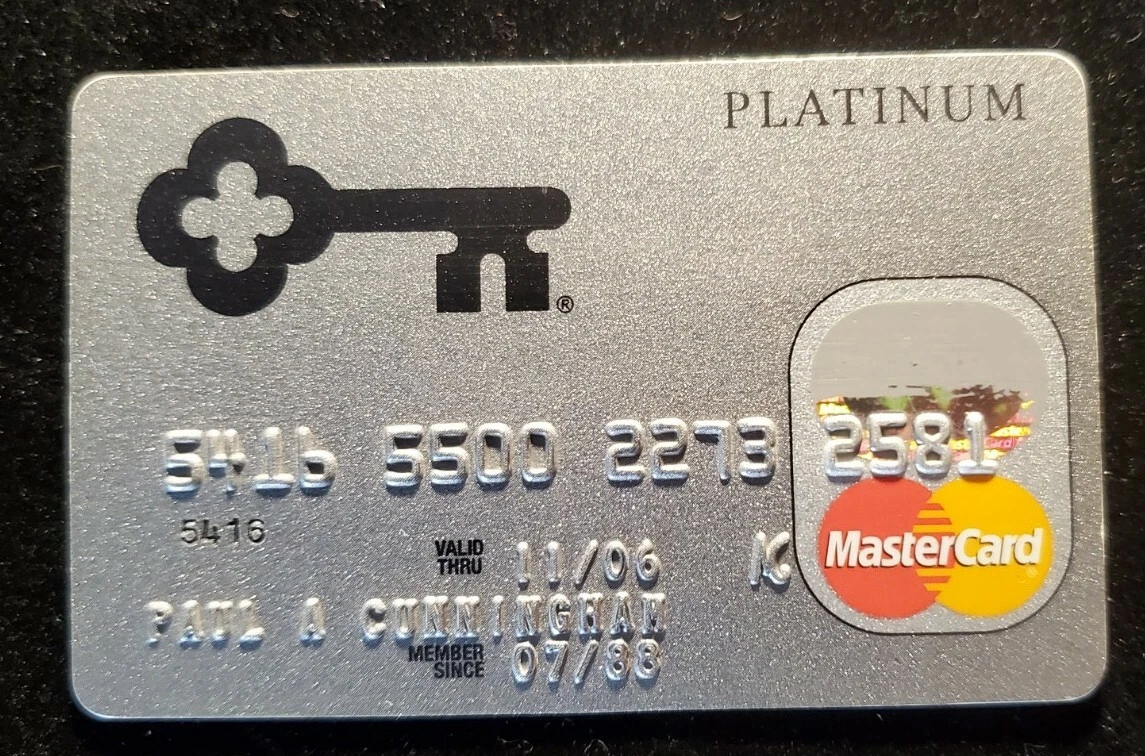 PLATINUM
®
5416 5500 2273 2581
5416
VALID
THRU 11/06
MasterCard
PAUL A CUNNINGHAM
MEMBER
SINCE 07/88